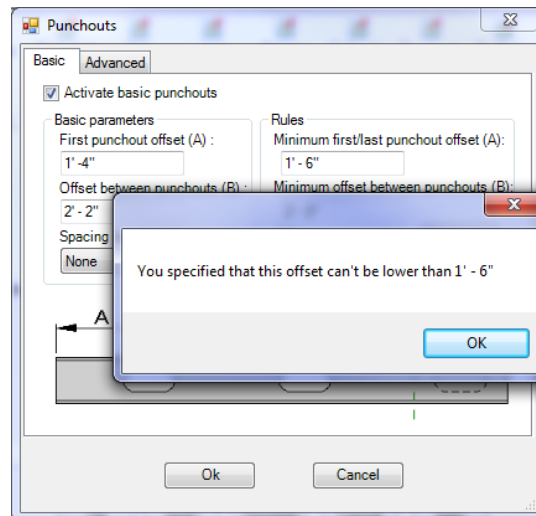 Punchouts
Basic Advanced
Activate basic punchouts
Basic parameters
First punchout offset (A) :
1' -4"
Offset between punchouts (B) :
2' - 2"
Spacing
None
Rules
Minimum first/last punchout offset (A):
1' - 6"
Minimum offset between punchouts (B):
You specified that this offset can't be lower than 1' - 6"
OK
A
Ok Cancel